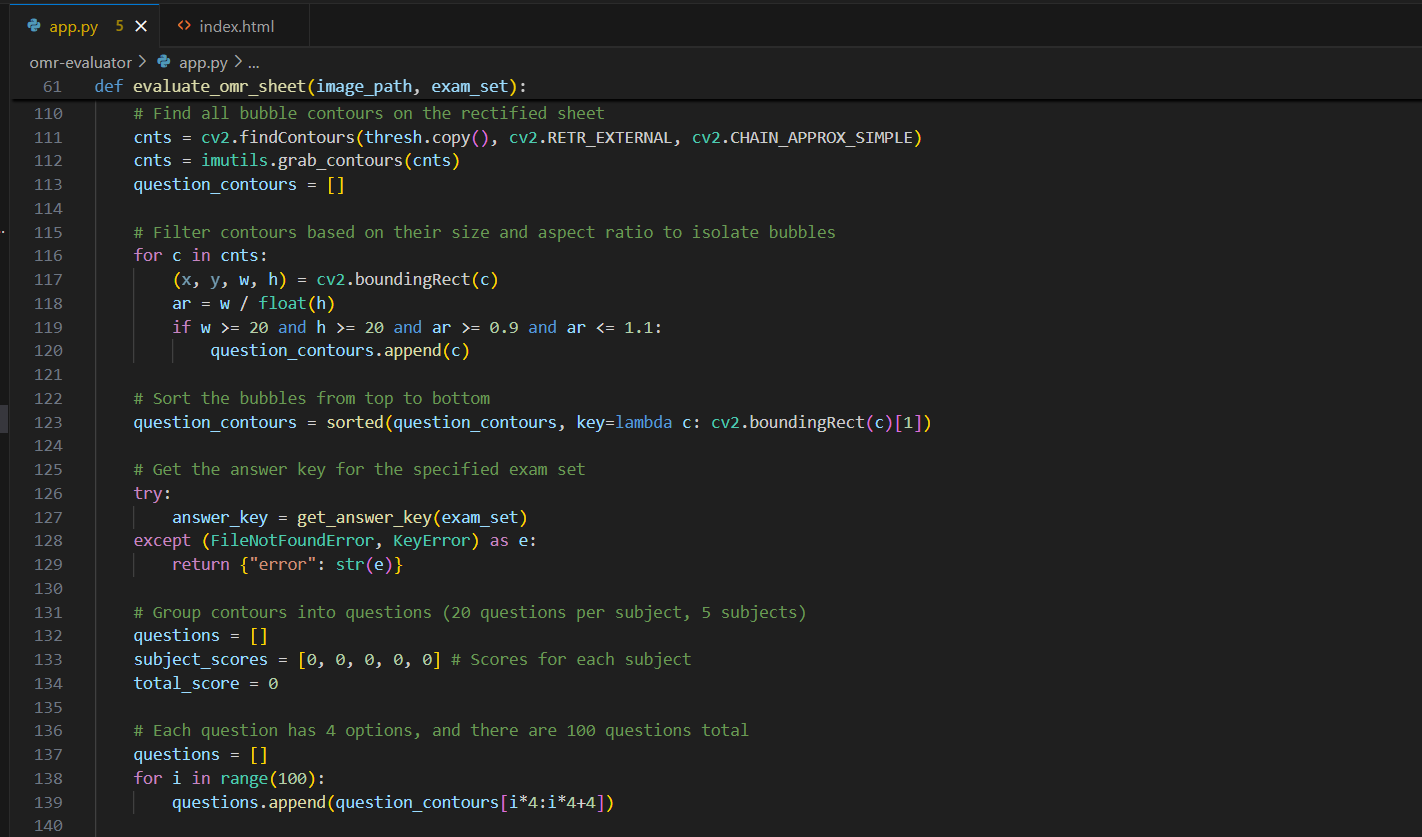 app.py 5 × <> index.html
omr-evaluator > app.py > ...
61 def evaluate_omr_sheet(image_path, exam_set):
110 # Find all bubble contours on the rectified sheet
111 cnts = cv2.findContours(thresh.copy(), cv2.RETR_EXTERNAL, cv2.CHAIN_APPROX_SIMPLE)
112 cnts = imutils.grab_contours(cnts)
113 question_contours = []
114
115 # Filter contours based on their size and aspect ratio to isolate bubbles
116 for c in cnts:
117 (x, y, w, h) = cv2.boundingRect(c)
118 ar = w / float(h)
119 if w >= 20 and h >= 20 and ar >= 0.9 and ar <= 1.1:
120 question_contours.append(c)
121
122 # Sort the bubbles from top to bottom
123 question_contours = sorted(question_contours, key=lambda c: cv2.boundingRect(c)[1])
124
125 # Get the answer key for the specified exam set
126 try:
127 answer_key = get_answer_key(exam_set)
128 except (FileNotFoundError, KeyError) as e:
129 return {"error": str(e)}
130
131 # Group contours into questions (20 questions per subject, 5 subjects)
132 questions = []
133 subject_scores = [0, 0, 0, 0, 0] # Scores for each subject
134 total_score = 0
135
136 # Each question has 4 options, and there are 100 questions total
137 questions = []
138 for i in range(100):
139 questions.append(question_contours[i*4:i*4+4])
140